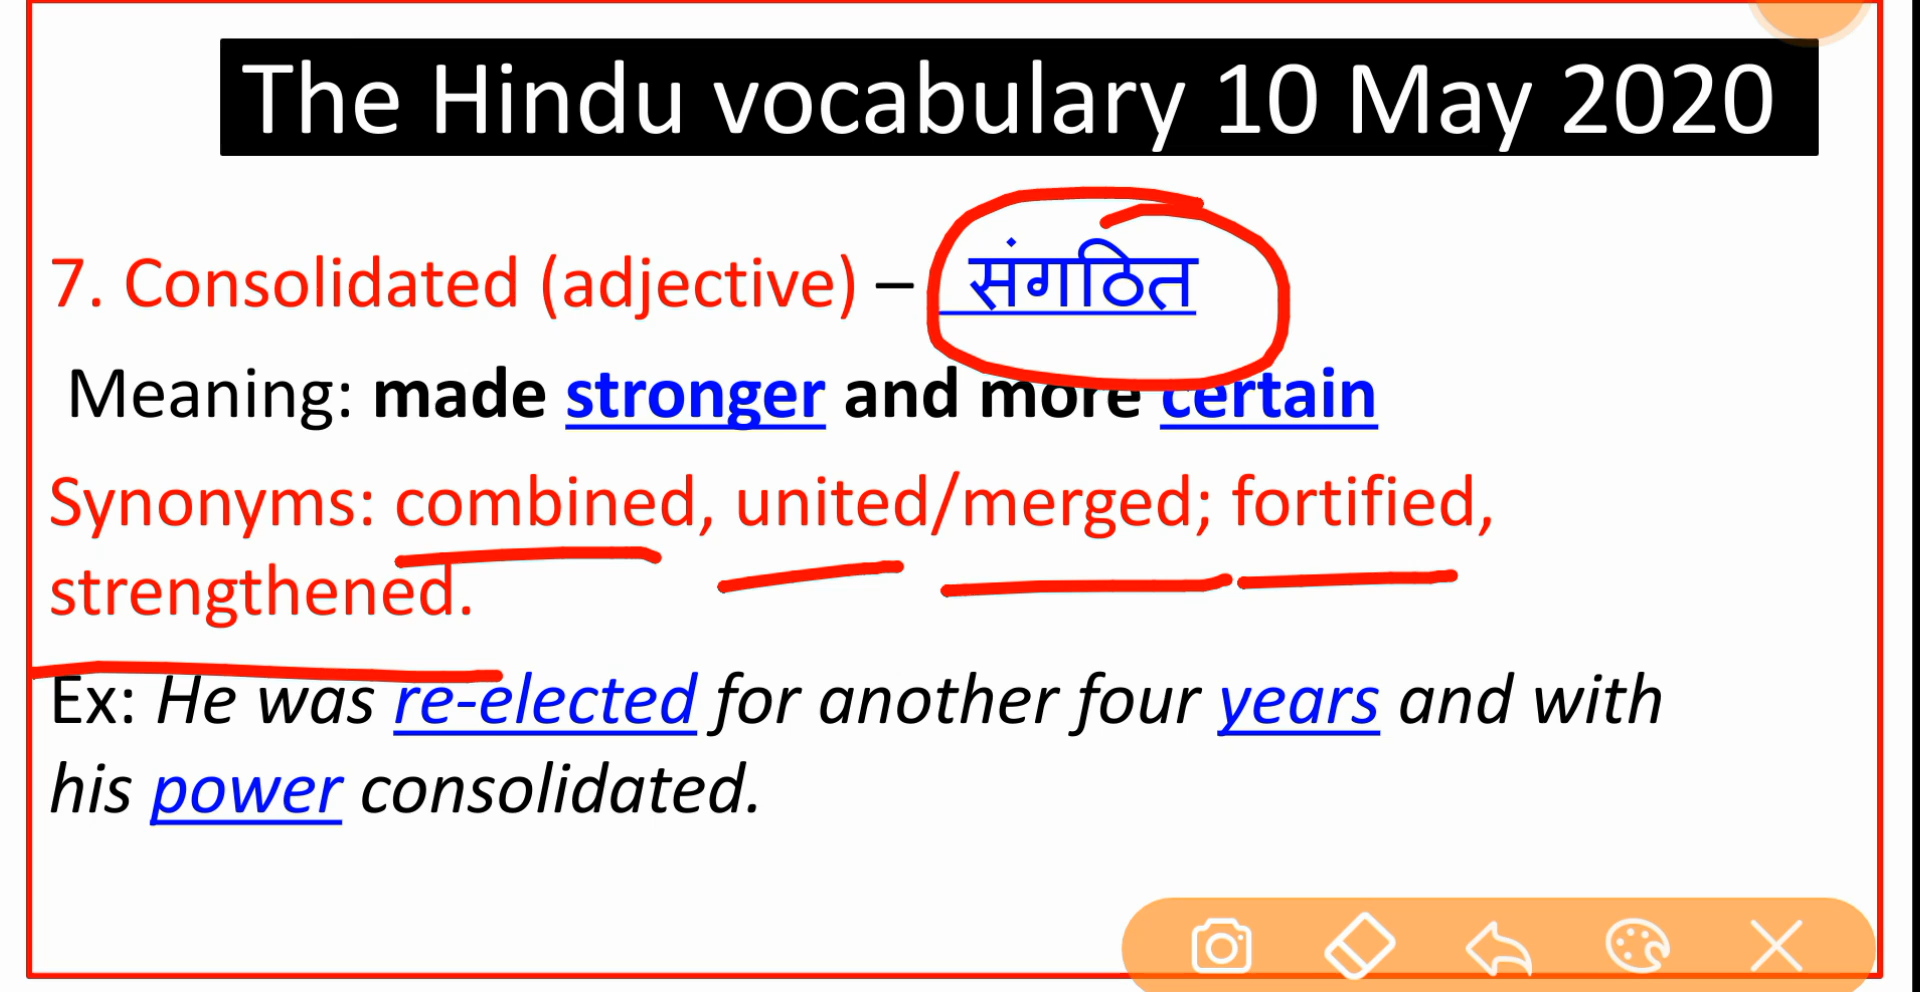 The Hindu vocabulary 10 May 2020
7. Consolidated (adjective) – संगठित
Meaning: made stronger and more certain
Synonyms: combined, united/merged; fortified,
strengthened.
Ex: He was re-elected for another four years and with
his power consolidated.